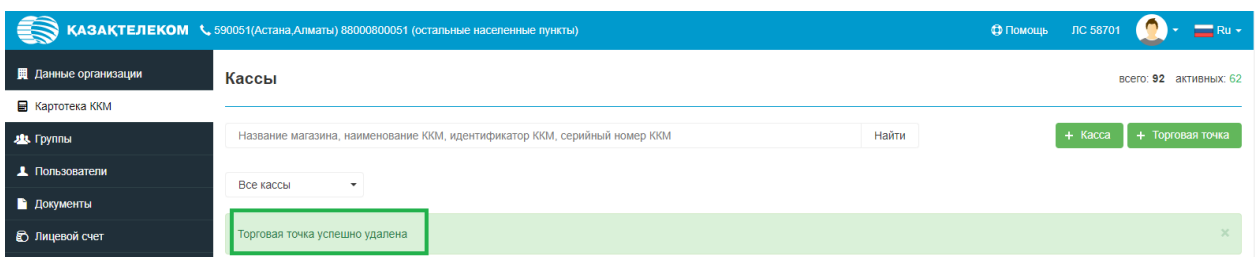 ҚАЗАҚТЕЛЕКОМ 590051(Астана,Алматы) 88000800051 (остальные населенные пункты) Помощь ЛС 58701 Ru
Данные организации
Картотека ККМ
Группы
Пользователи
Документы
Лицевой счет
Кассы всего: 92 активных: 62
Название магазина, наименование ККМ, идентификатор ККМ, серийный номер ККМ Найти + Касса + Торговая точка
Все кассы
Торговая точка успешно удалена ×